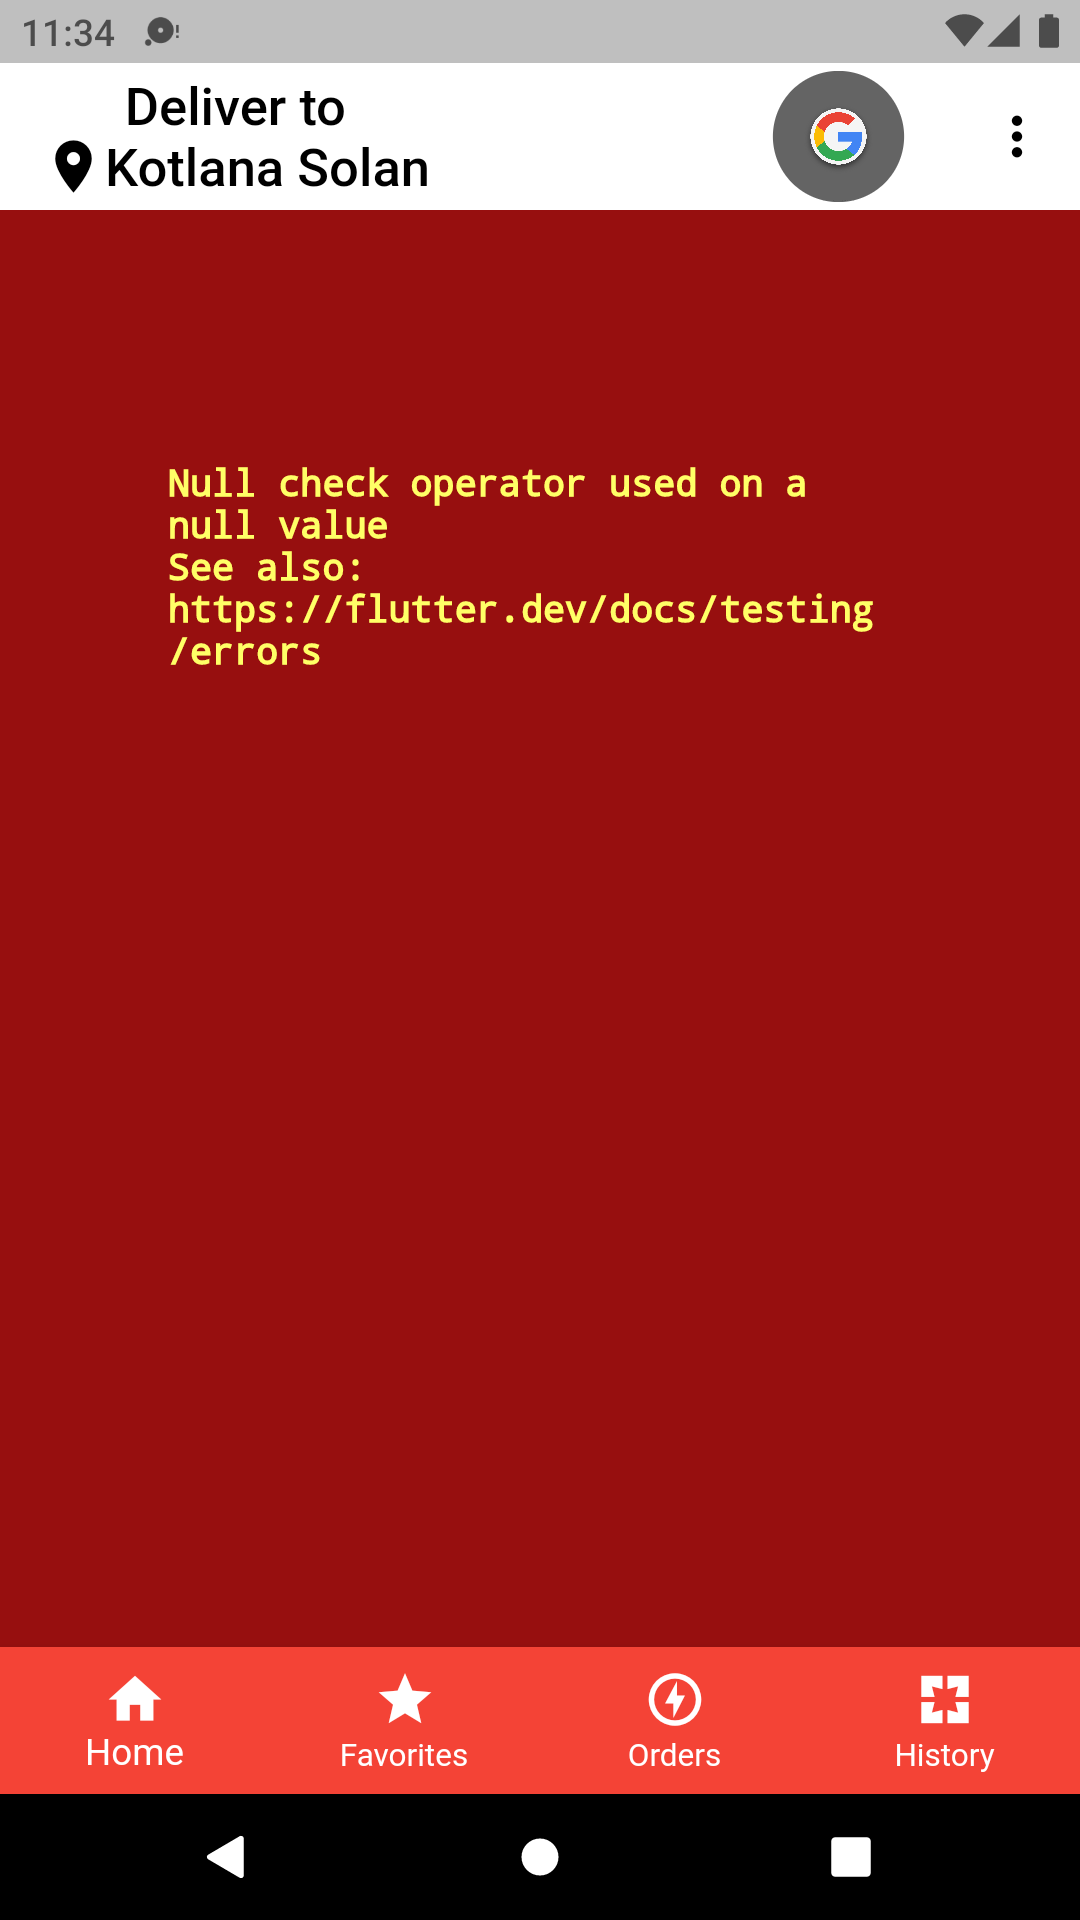 11:34
Deliver to
Kotlana Solan
Null check operator used on a
null value
See also:
https://flutter.dev/docs/testing
/errors
Home
Favorites
Orders
History